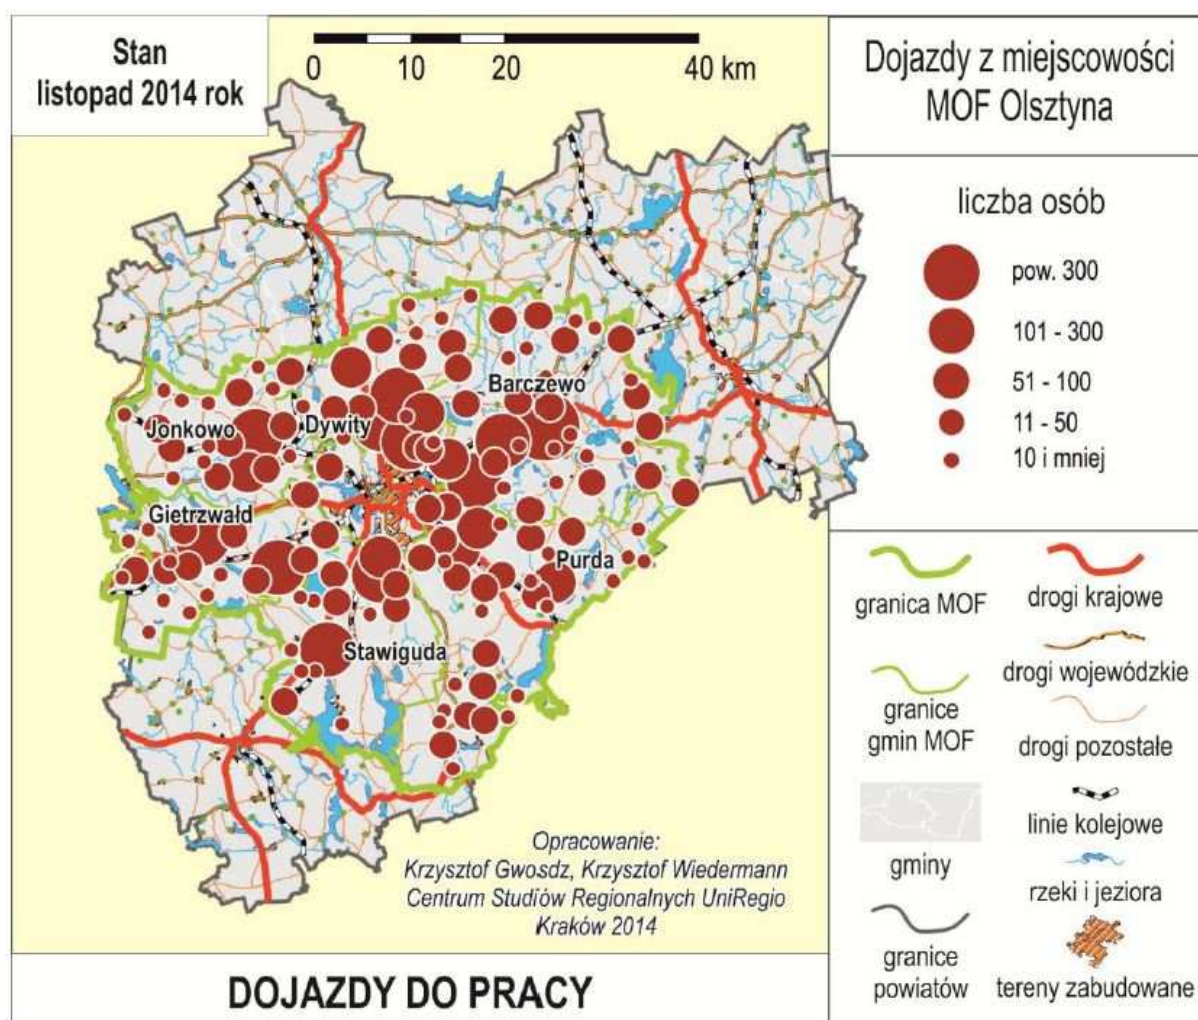 Stan
listopad 2014 rok
0 10 20 40 km
Dojazdy z miejscowości
MOF Olsztyna
liczba osób
pow. 300
101 - 300
51 - 100
11 - 50
10 i mniej
Barczewo
Jonkowo
Dywity
Gietrzwałd
Purda
Stawiguda
granica MOF
drogi krajowe
drogi wojewódzkie
granice
gmin MOF
drogi pozostałe
gminy
linie kolejowe
rzeki i jeziora
granice
powiatów
tereny zabudowane
Opracowanie:
Krzysztof Gwosdz, Krzysztof Wiedermann
Centrum Studiów Regionalnych UniRegio
Kraków 2014
DOJAZDY DO PRACY